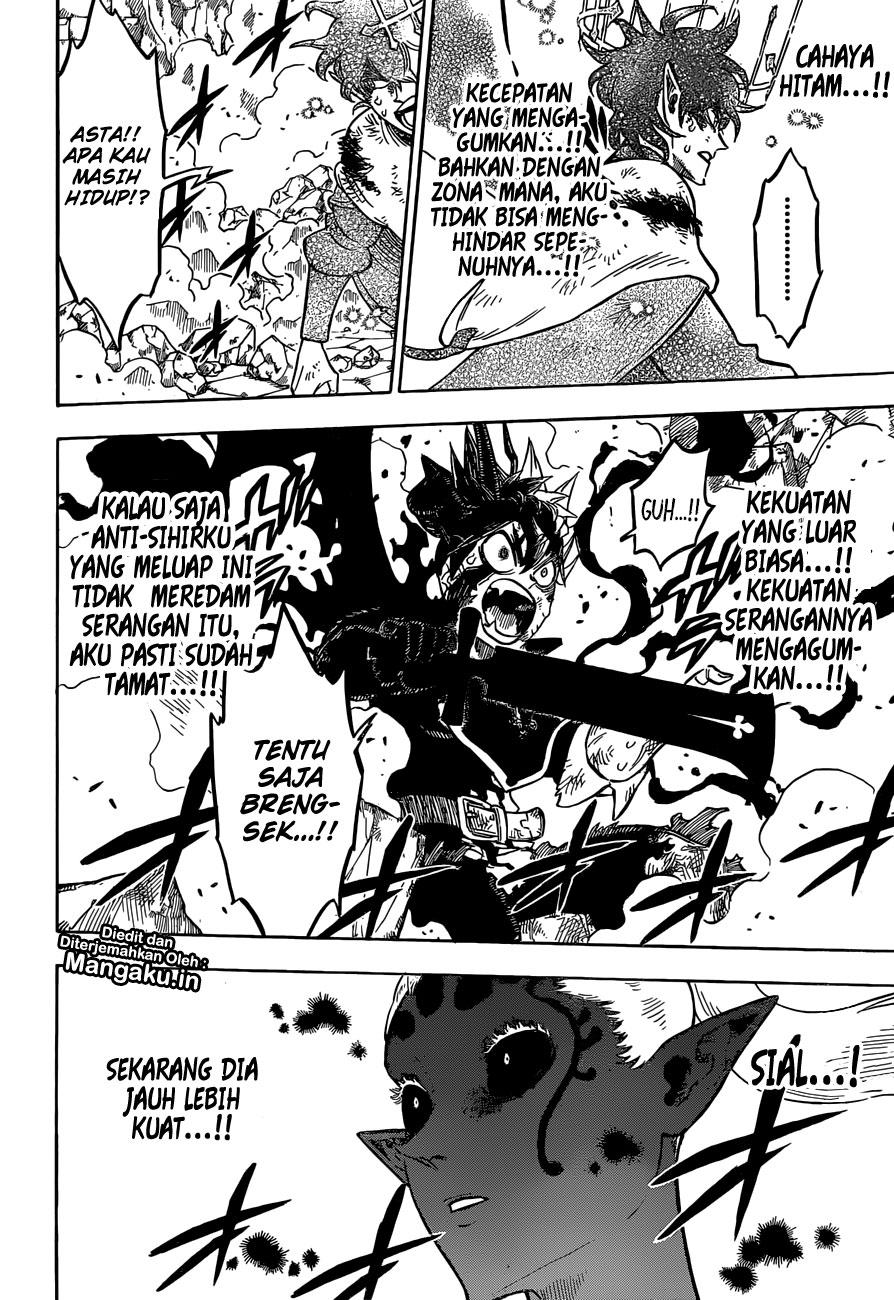 CAHAYA
HITAM...!!
KECEPATAN
YANG MENGA-
GUMKAN...!!
BAHKAN DENGAN
ZONA MANA, AKU
TIDAK BISA MENG-
HINDAR SEPE-
NUHNYA...!!
.........
ASTA!!
APA KAU
MASIH
HIDUP!?
KEKUATAN
YANG LUAR
BIASA...!!
KEKUATAN
SERANGANNYA
MENGAGUM-
KAN...!!
GUH...!!
KALAU SAJA
ANTI-SIHIRKU
YANG MELUAP INI
TIDAK MEREDAM
SERANGAN ITU,
AKU PASTI SUDAH
TAMAT...!!
TENTU
SAJA
BRENG-
SEK...!!
Diedit dan
Diterjemahkan Oleh :
Mangaku.in
SIAL...!
SEKARANG DIA
JAUH LEBIH
KUAT...!!